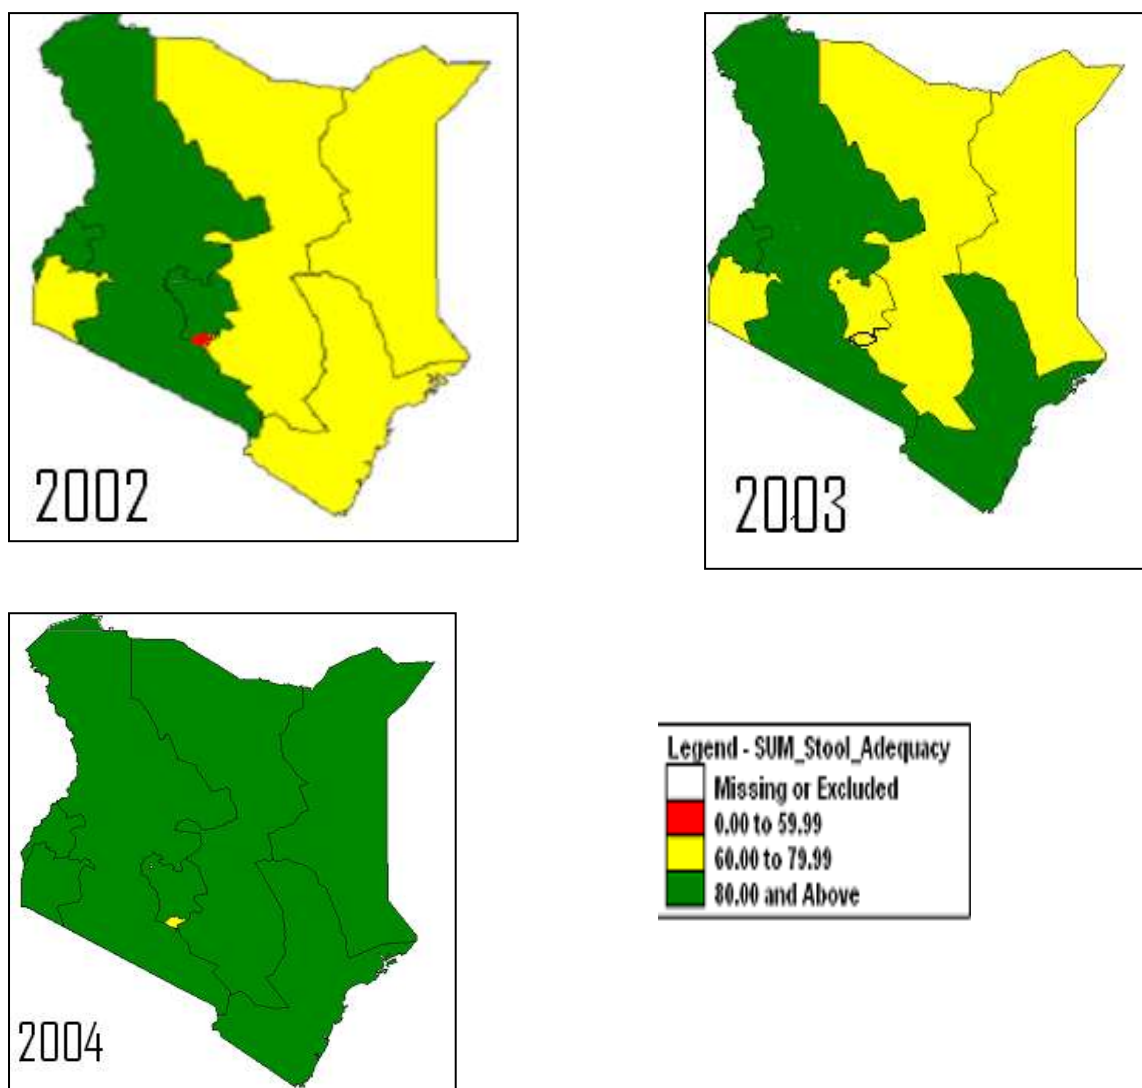 2002
2003
2004
Legend - SUM_Stool_Adequacy
Missing or Excluded
0.00 to 59.99
60.00 to 79.99
80.00 and Above